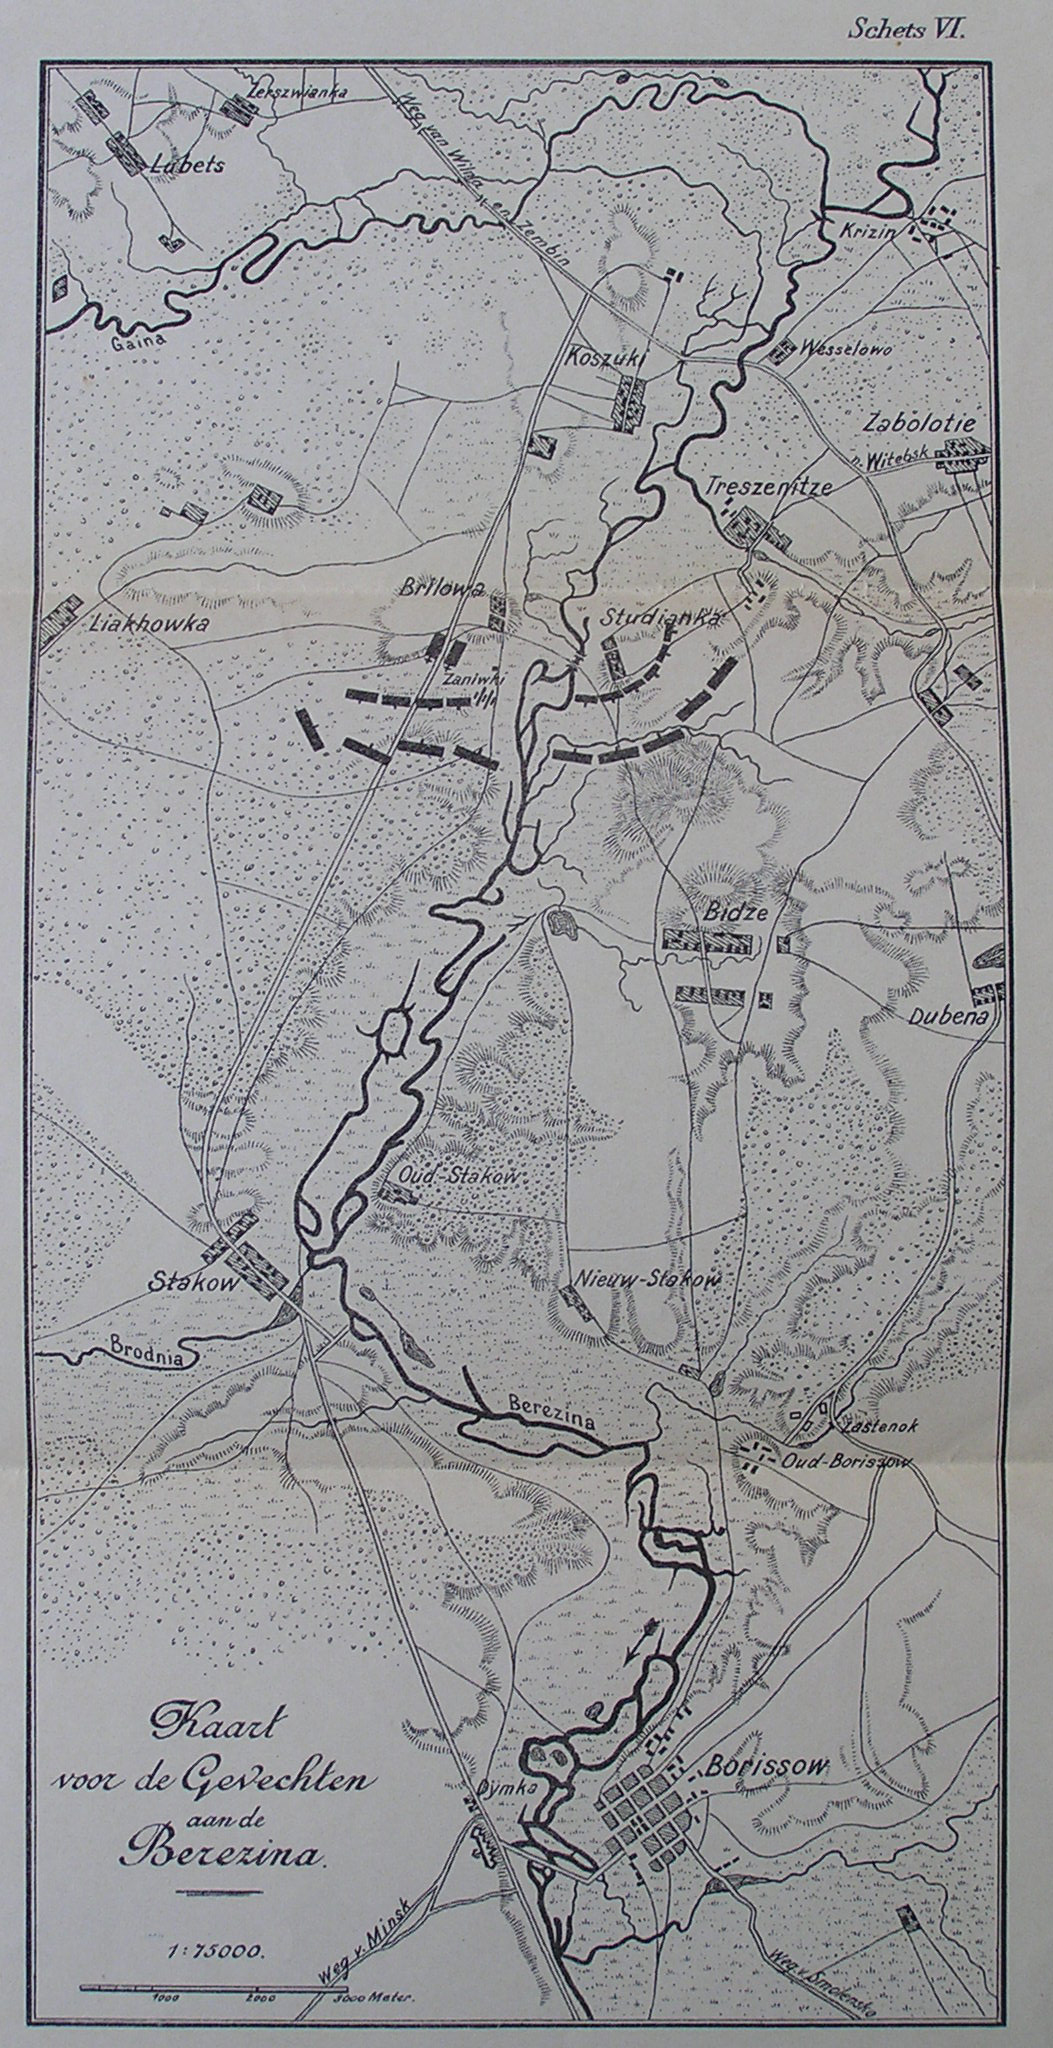 Schets VI.
Zerszwianka
Lubets
Weg van Wilna en Zembin
Krizin
Gaina
Koszuki
Wesselowo
Zabolotie
n. Witebsk
Treszenitze
Brilowa
Studianka
Liakhowka
Zaniwki
Bidze
Dubena
Oud-Stakow
Stakow
Nieuw-Stakow
Brodnia
Berezina
Zastenok
Oud-Borissow
Kaart
voor de Gevechten
aan de
Berezina.
Borissow
Dymka
1:75000.
Weg v. Minsk
Weg v. Smolensko
1000 2000 3000 Meter.